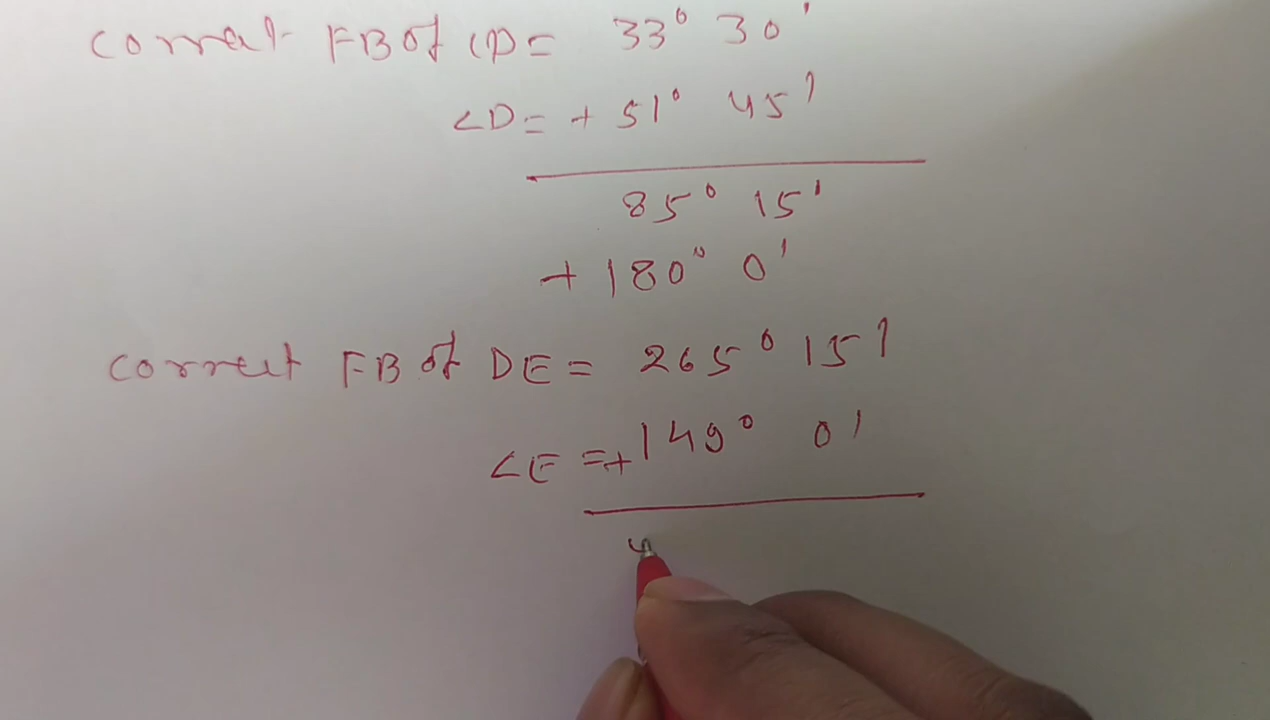 correct FB of CD = 33° 30'
<D = + 51° 45'
85° 15'
+ 180° 0'
correct FB of DE = 265° 15'
<E = + 149° 0'
4